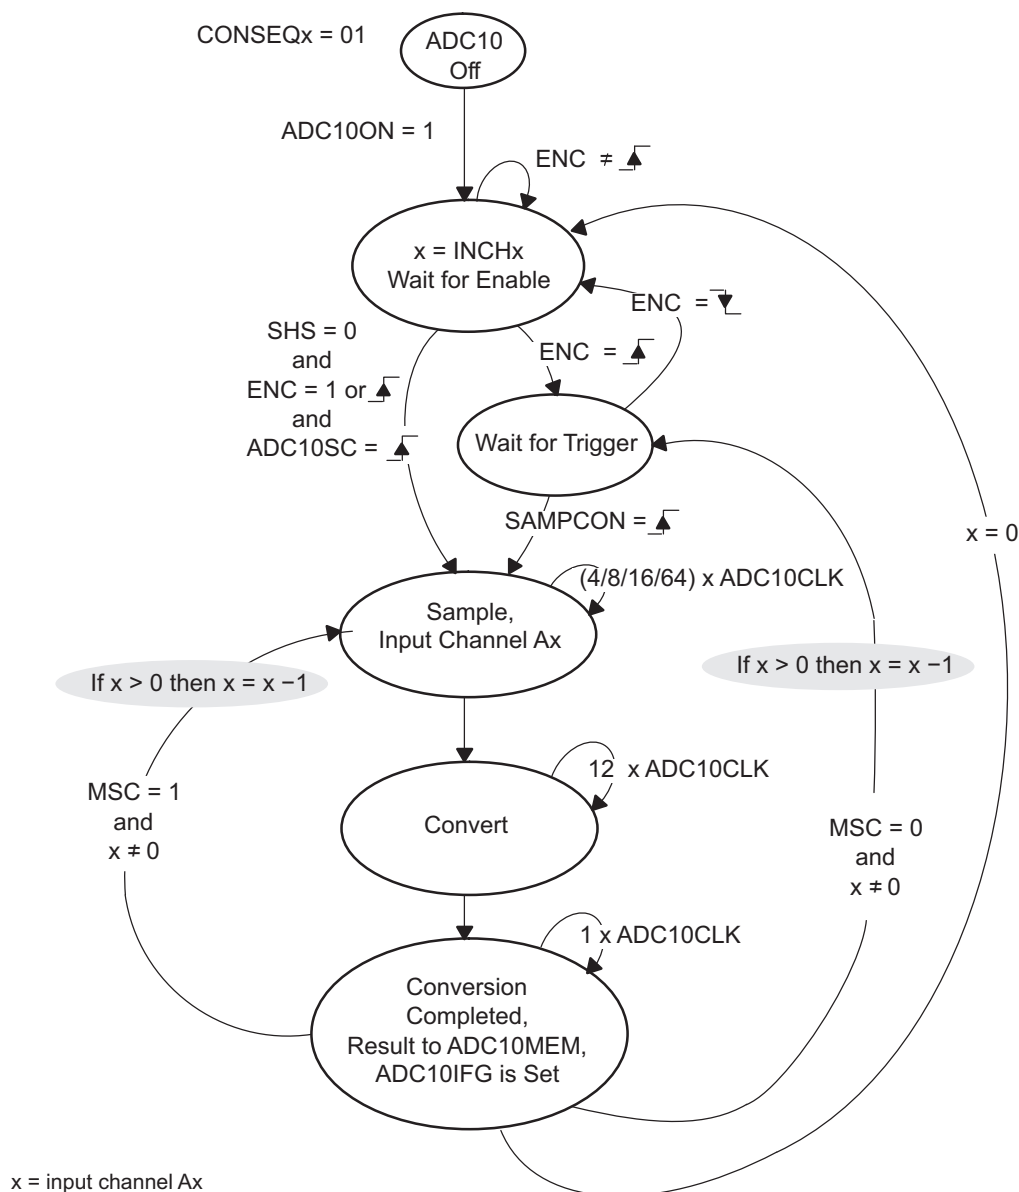 CONSEQx = 01
ADC10
Off
ADC10ON = 1
ENC ≠
x = INCHx
Wait for Enable
ENC =
SHS = 0
and
ENC = 1 or
and
ADC10SC =
ENC =
Wait for Trigger
SAMPCON =
x = 0
(4/8/16/64) x ADC10CLK
Sample,
Input Channel Ax
If x > 0 then x = x −1
If x > 0 then x = x −1
12 x ADC10CLK
MSC = 1
and
x ≠ 0
Convert
MSC = 0
and
x ≠ 0
1 x ADC10CLK
Conversion
Completed,
Result to ADC10MEM,
ADC10IFG is Set
x = input channel Ax